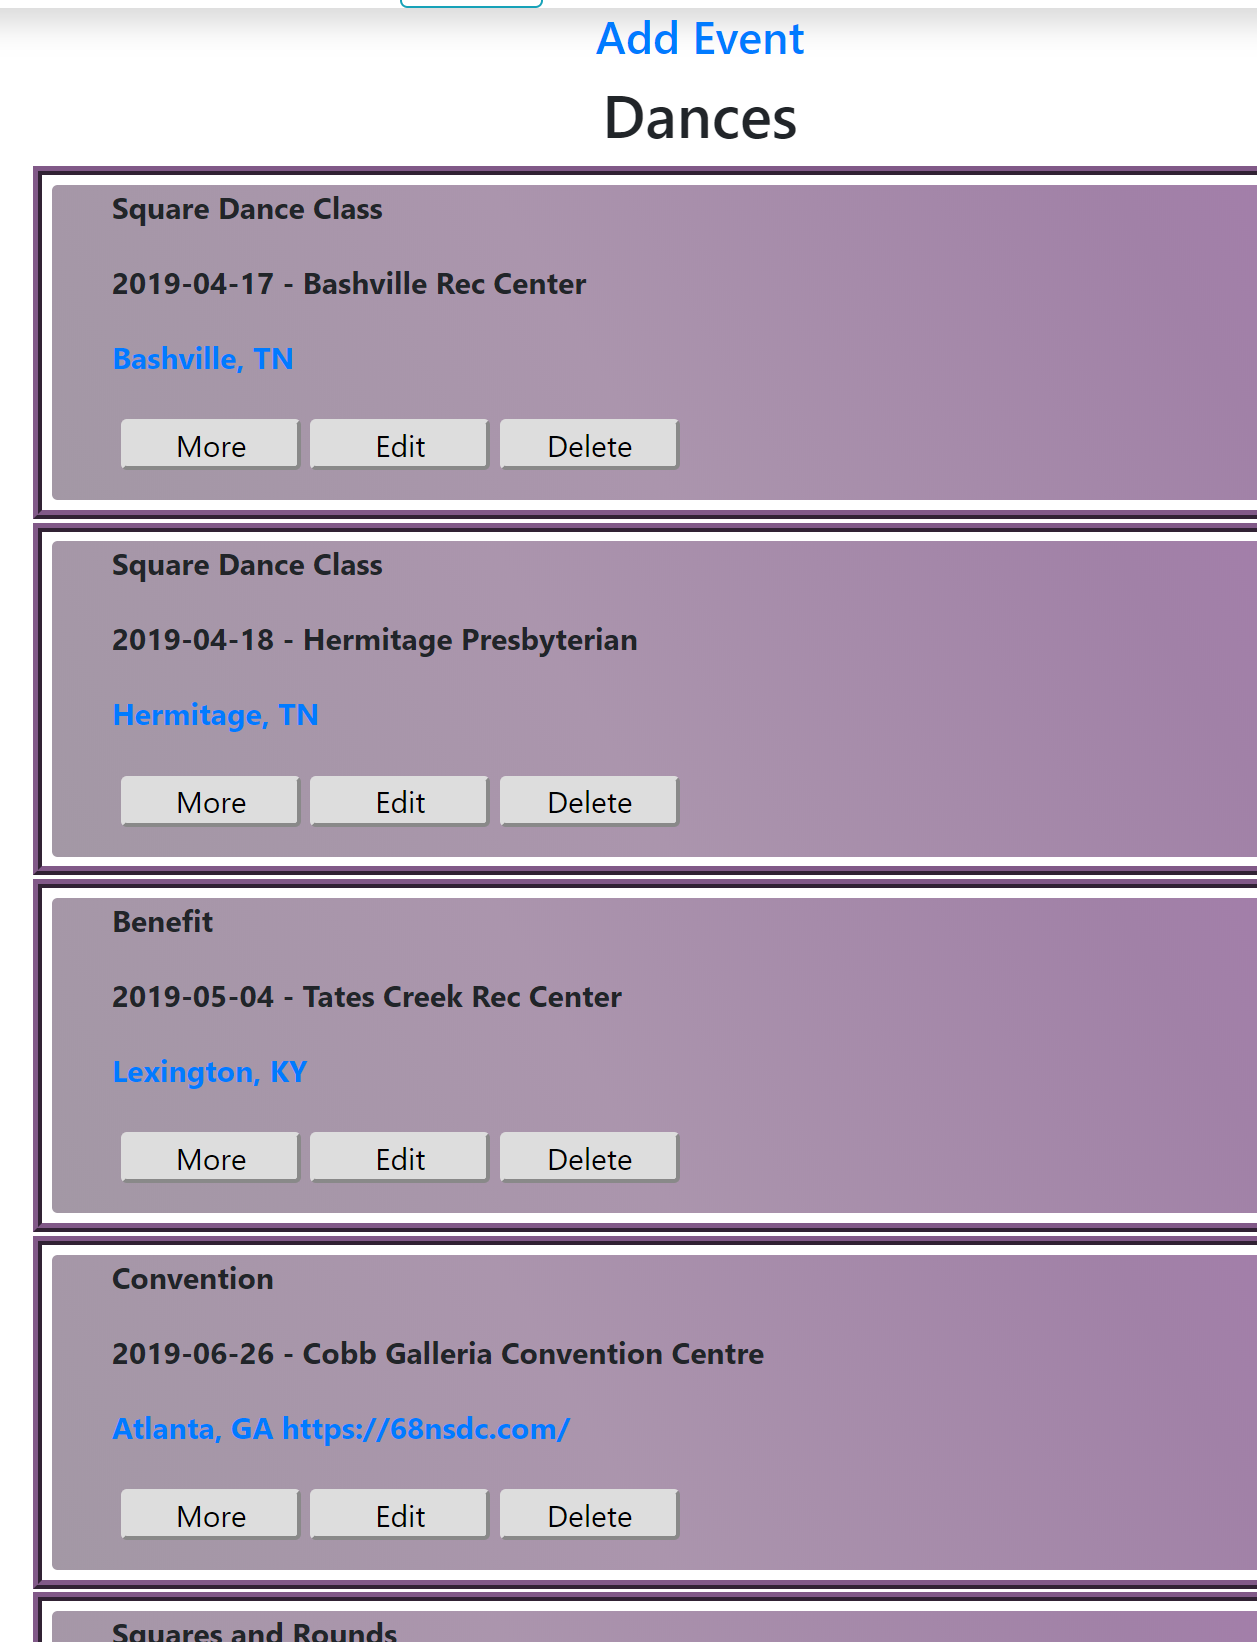 Add Event
Dances
Square Dance Class
2019-04-17 - Bashville Rec Center
Bashville, TN
More Edit Delete
Square Dance Class
2019-04-18 - Hermitage Presbyterian
Hermitage, TN
More Edit Delete
Benefit
2019-05-04 - Tates Creek Rec Center
Lexington, KY
More Edit Delete
Convention
2019-06-26 - Cobb Galleria Convention Centre
Atlanta, GA https://68nsdc.com/
More Edit Delete
Squares and Rounds